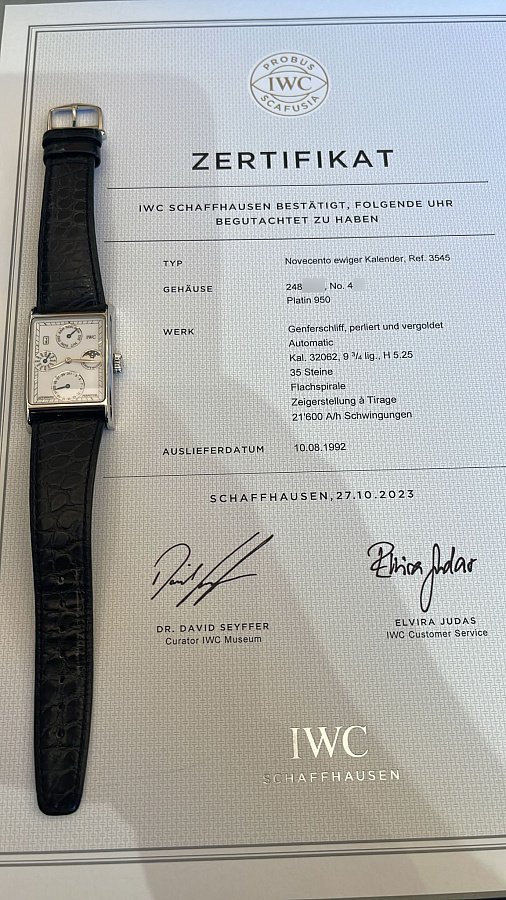 PROBUS
IWC
SCAFUSIA
ZERTIFIKAT
IWC SCHAFFHAUSEN BESTÄTIGT, FOLGENDE UHR
BEGUTACHTET ZU HABEN
TYP Novecento ewiger Kalender, Ref. 3545
GEHÄUSE 248 , No. 4
Platin 950
WERK Genferschliff, perliert und vergoldet
Automatic
Kal. 32062, 9 ³/₄ lig., H 5.25
35 Steine
Flachspirale
Zeigerstellung à Tirage
21'600 A/h Schwingungen
AUSLIEFERDATUM 10.08.1992
SCHAFFHAUSEN, 27.10.2023
Elvira Judas
DR. DAVID SEYFFER
Curator IWC Museum
ELVIRA JUDAS
IWC Customer Service
IWC
SCHAFFHAUSEN
IWC